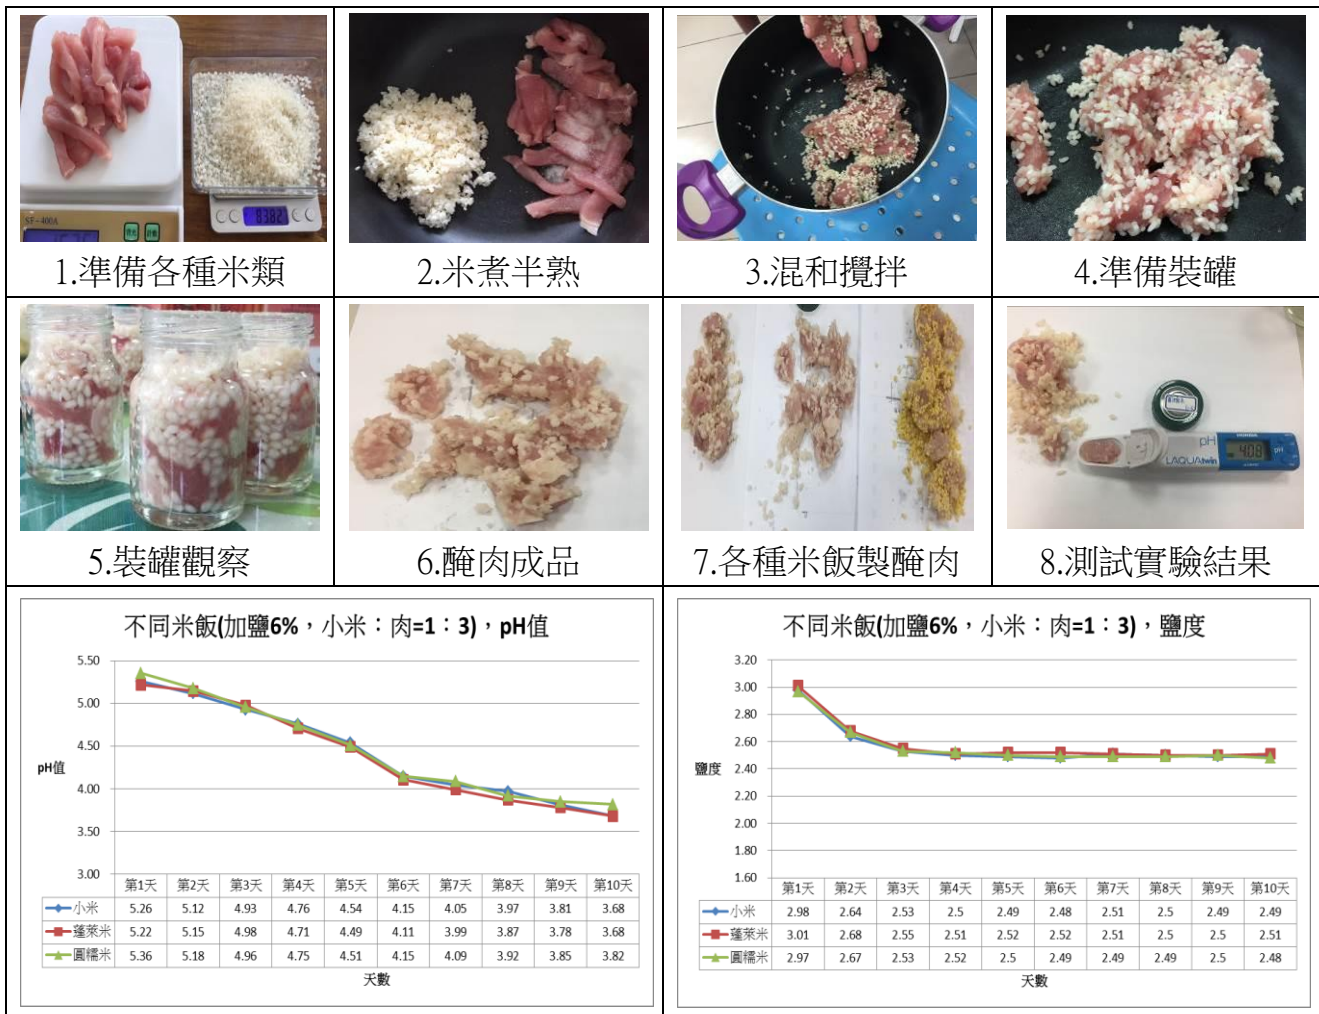 SF-400A
83.82
1.準備各種米類
2.米煮半熟
3.混和攪拌
4.準備裝罐
5.裝罐觀察
6.醃肉成品
7.各種米飯製醃肉
pH
HORIBA
4.08
pH
LAQUAtwin
8.測試實驗結果
不同米飯(加鹽6%，小米：肉=1：3)，pH值
5.50
5.00
4.50
4.00
3.50
3.00
pH值
第1天 第2天 第3天 第4天 第5天 第6天 第7天 第8天 第9天 第10天
小米 5.26 5.12 4.93 4.76 4.54 4.15 4.05 3.97 3.81 3.68
蓬萊米 5.22 5.15 4.98 4.71 4.49 4.11 3.99 3.87 3.78 3.68
圓糯米 5.36 5.18 4.96 4.75 4.51 4.15 4.09 3.92 3.85 3.82
天數
不同米飯(加鹽6%，小米：肉=1：3)，鹽度
3.20
3.00
2.80
2.60
2.40
2.20
2.00
1.80
1.60
鹽度
第1天 第2天 第3天 第4天 第5天 第6天 第7天 第8天 第9天 第10天
小米 2.98 2.64 2.53 2.5 2.49 2.48 2.51 2.5 2.49 2.49
蓬萊米 3.01 2.68 2.55 2.51 2.52 2.52 2.51 2.5 2.5 2.51
圓糯米 2.97 2.67 2.53 2.52 2.5 2.49 2.49 2.49 2.5 2.48
天數